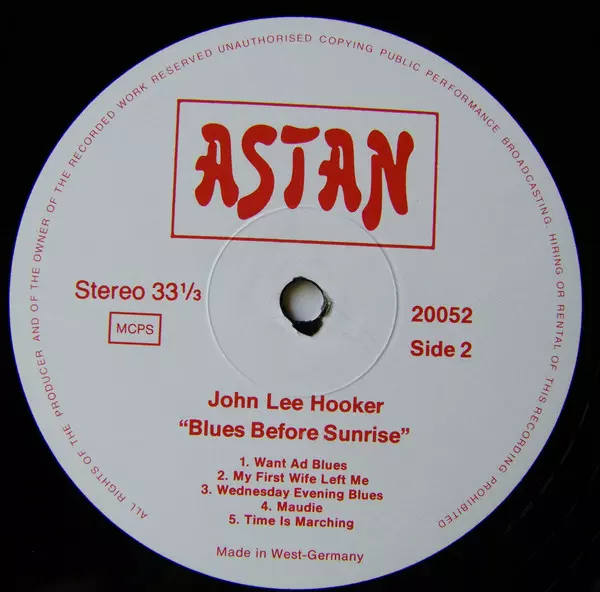 ALL RIGHTS OF THE PRODUCER AND OF THE OWNER OF THE RECORDED WORK RESERVED UNAUTHORISED COPYING PUBLIC PERFORMANCE BROADCASTING HIRING OR RENTAL OF THIS RECORDING PROHIBITED
ASTAN
Stereo 33 1/3
MCPS
20052
Side 2
John Lee Hooker
“Blues Before Sunrise”
1. Want Ad Blues
2. My First Wife Left Me
3. Wednesday Evening Blues
4. Maudie
5. Time Is Marching
Made in West-Germany